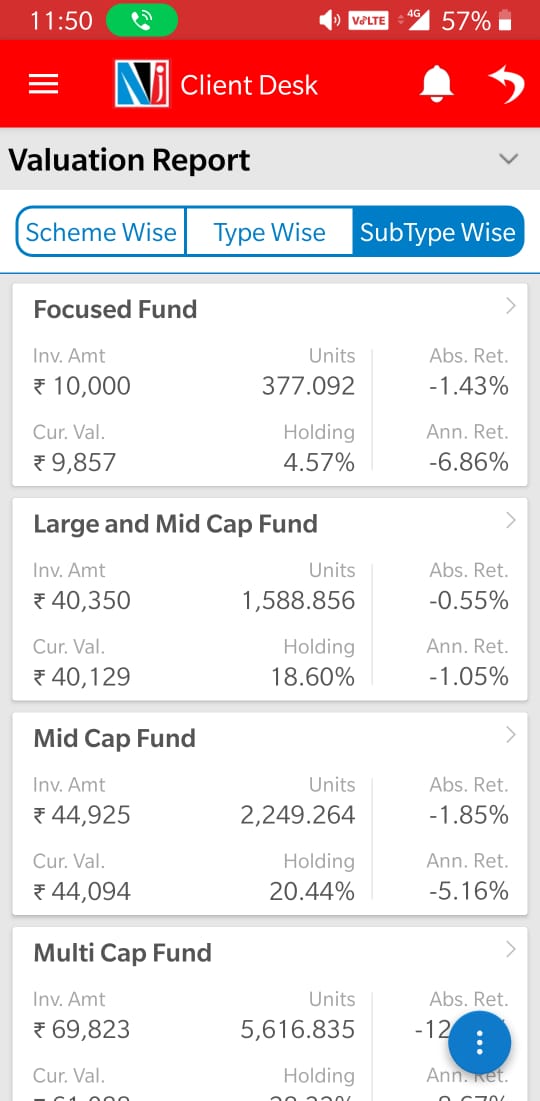 11:50 VoLTE 4G 57%
Nj Client Desk
Valuation Report
Scheme Wise Type Wise SubType Wise
Focused Fund
Inv. Amt Units Abs. Ret.
₹ 10,000 377.092 -1.43%
Cur. Val. Holding Ann. Ret.
₹ 9,857 4.57% -6.86%
Large and Mid Cap Fund
Inv. Amt Units Abs. Ret.
₹ 40,350 1,588.856 -0.55%
Cur. Val. Holding Ann. Ret.
₹ 40,129 18.60% -1.05%
Mid Cap Fund
Inv. Amt Units Abs. Ret.
₹ 44,925 2,249.264 -1.85%
Cur. Val. Holding Ann. Ret.
₹ 44,094 20.44% -5.16%
Multi Cap Fund
Inv. Amt Units Abs. Ret.
₹ 69,823 5,616.835 -12
Cur. Val. Holding Ann. Ret.